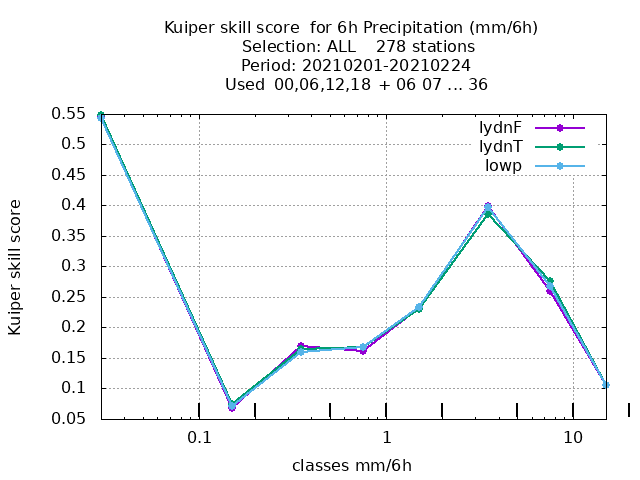 Kuiper skill score  for 6h Precipitation (mm/6h)
Selection: ALL    278 stations
Period: 20210201-20210224
Used  00,06,12,18  + 06 07 ... 36
lydnF
lydnT
lowp
0.55
0.5
0.45
0.4
0.35
0.3
0.25
0.2
0.15
0.1
0.05
Kuiper skill score
0.1 1 10
classes mm/6h